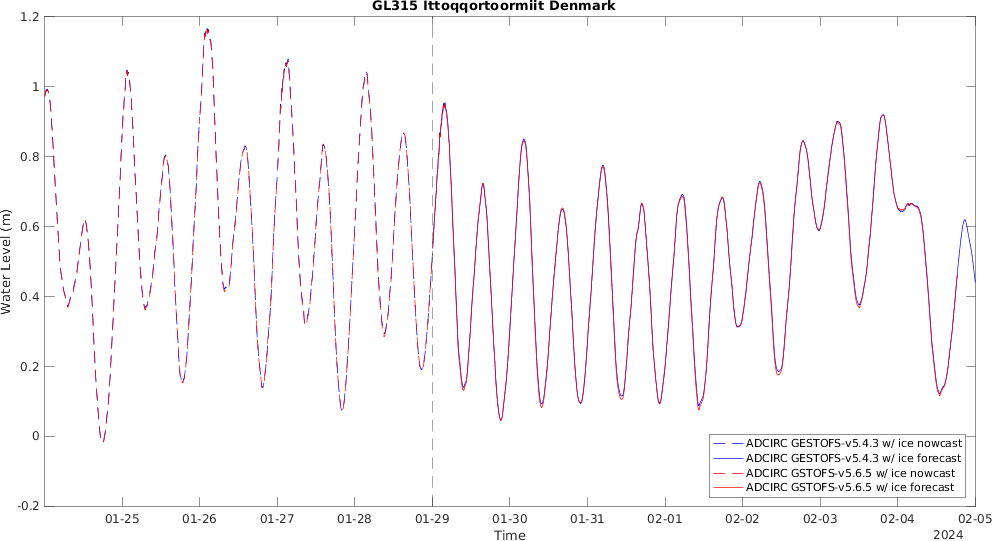 GL315 Ittoqqortoormiit Denmark
1.2
1
0.8
0.6
0.4
0.2
0
-0.2
Water Level (m)
01-25 01-26 01-27 01-28 01-29 01-30 01-31 02-01 02-02 02-03 02-04 02-05
Time
2024
ADCIRC GESTOFS-v5.4.3 w/ ice nowcast
ADCIRC GESTOFS-v5.4.3 w/ ice forecast
ADCIRC GSTOFS-v5.6.5 w/ ice nowcast
ADCIRC GSTOFS-v5.6.5 w/ ice forecast